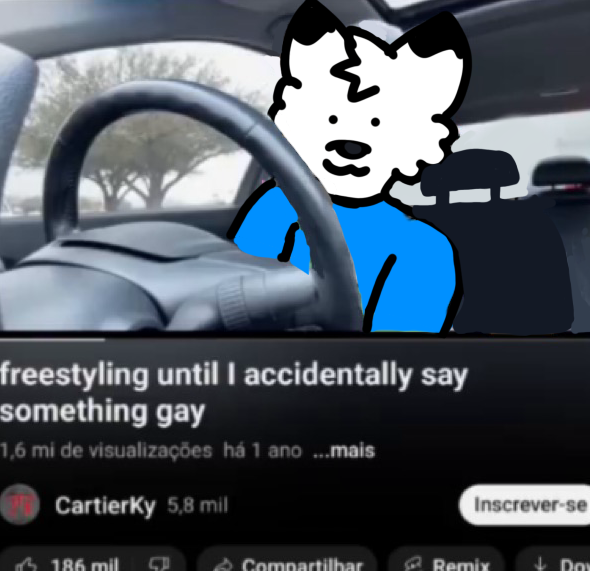 freestyling until I accidentally say
something gay
1,6 mi de visualizações há 1 ano ...mais
CartierKy 5,8 mil Inscrever-se
186 mil Compartilhar Remix Dow